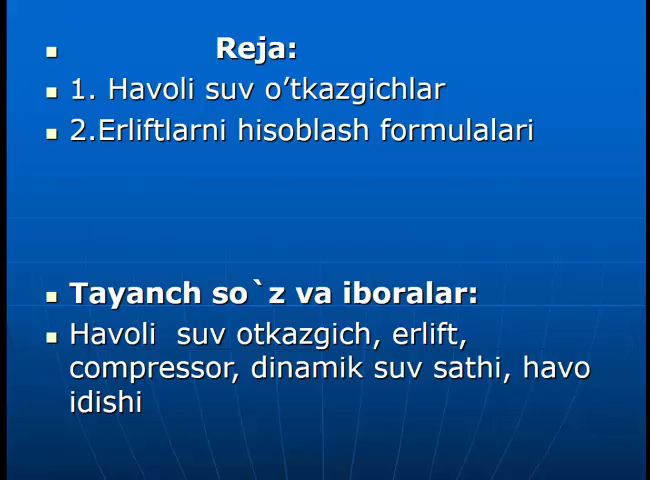 Reja:
1. Havoli suv o’tkazgichlar
2.Erliftlarni hisoblash formulalari
Tayanch so`z va iboralar:
Havoli suv otkazgich, erlift,
compressor, dinamik suv sathi, havo
idishi